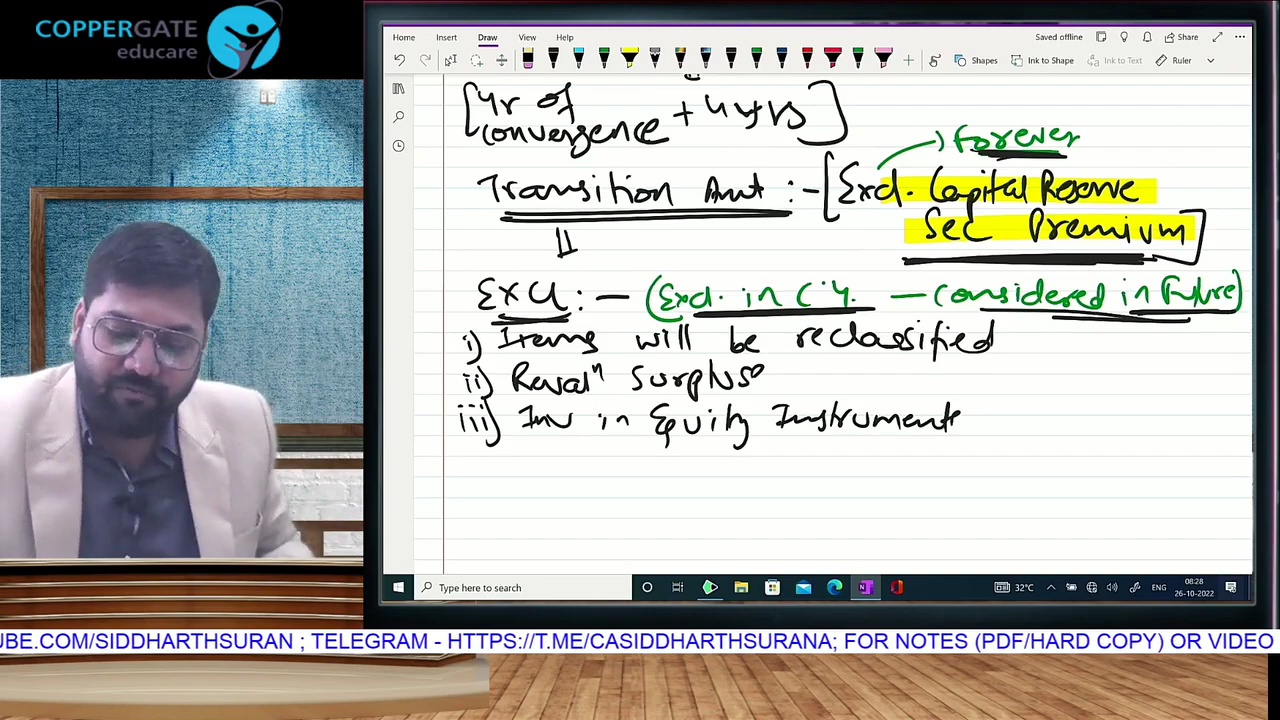 COPPERGATE
educare
Home Insert Draw View Help
Saved offline
Share
Shapes
Ink to Shape
Ink to Text
Ruler
[Yr of convergence + 4 yrs]
Forever
Transition Amt :- [Excl. Capital Reserve
Sec Premium]
Excl :- (Excl. in C.Y. - Considered in Future)
i) Items will be reclassified
ii) Revalⁿ Surplus
iii) Inv in Equity Instruments
Type here to search
32°C
ENG
08:28
26-10-2022
UBE.COM/SIDDHARTHSURAN ; TELEGRAM - HTTPS://T.ME/CASIDDHARTHSURANA; FOR NOTES (PDF/HARD COPY) OR VIDEO